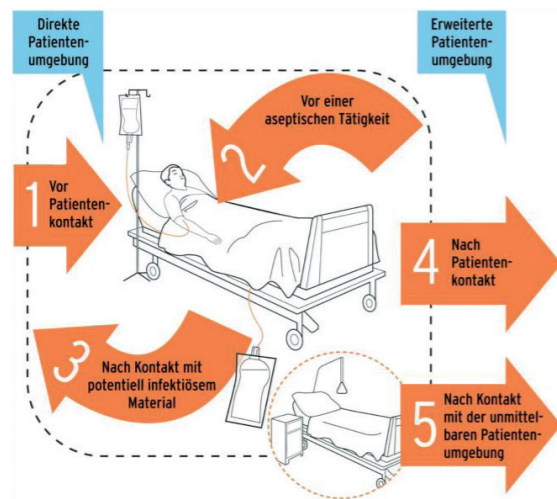 Direkte
Patienten-
umgebung
Erweiterte
Patienten-
umgebung
1
Vor
Patienten-
kontakt
2
Vor einer
aseptischen Tätigkeit
3
Nach Kontakt mit
potentiell infektiösem
Material
4
Nach
Patienten-
kontakt
5
Nach Kontakt
mit der unmittel-
baren Patienten-
umgebung